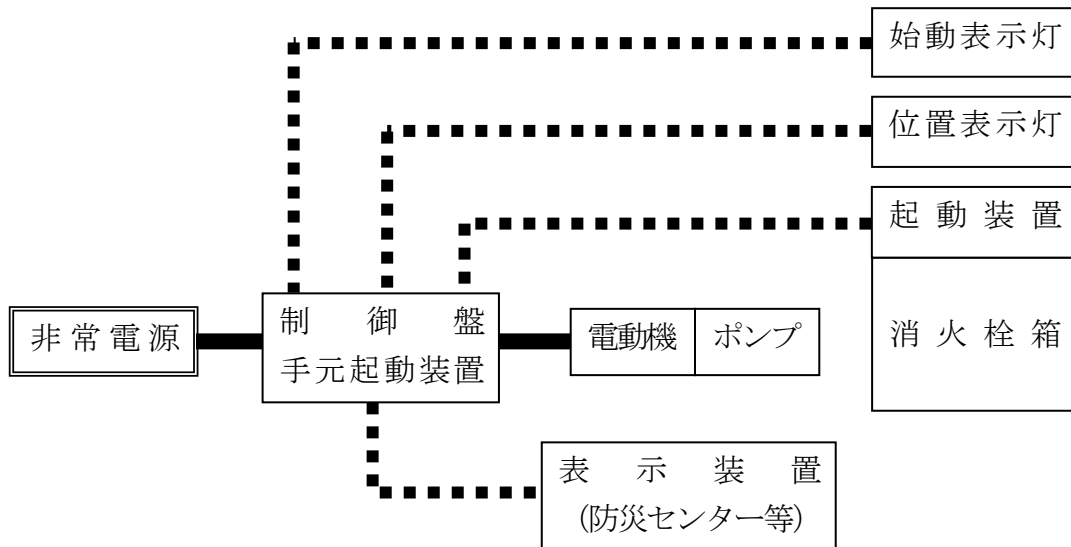 始動表示灯
位置表示灯
起動装置
消火栓箱
非常電源
制御盤
手元起動装置
電動機
ポンプ
表示装置
(防災センター等)